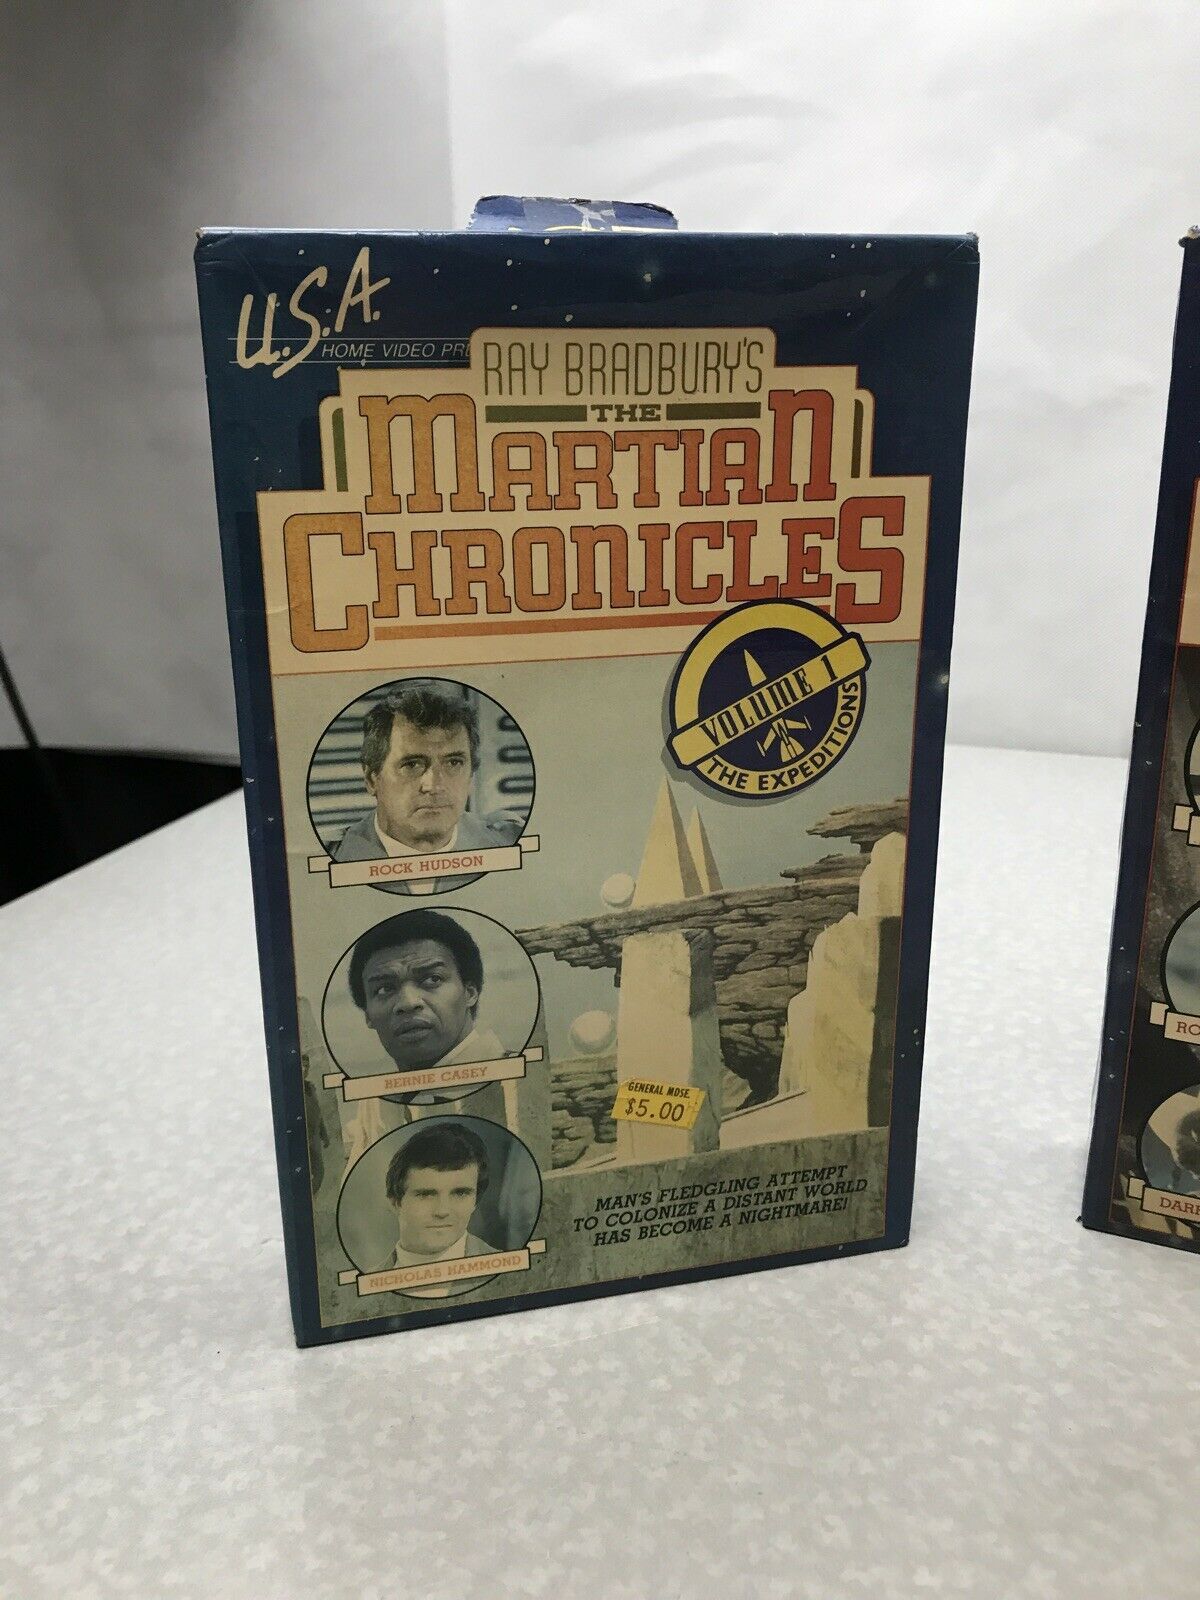 U.S.A.
HOME VIDEO
RAY BRADBURY'S
THE
MARTIAN
CHRONICLES
VOLUME 1
THE EXPEDITIONS
ROCK HUDSON
BERNIE CASEY
NICHOLAS HAMMOND
GENERAL MDSE.
$5.00
MAN'S FLEDGLING ATTEMPT
TO COLONIZE A DISTANT WORLD
HAS BECOME A NIGHTMARE!